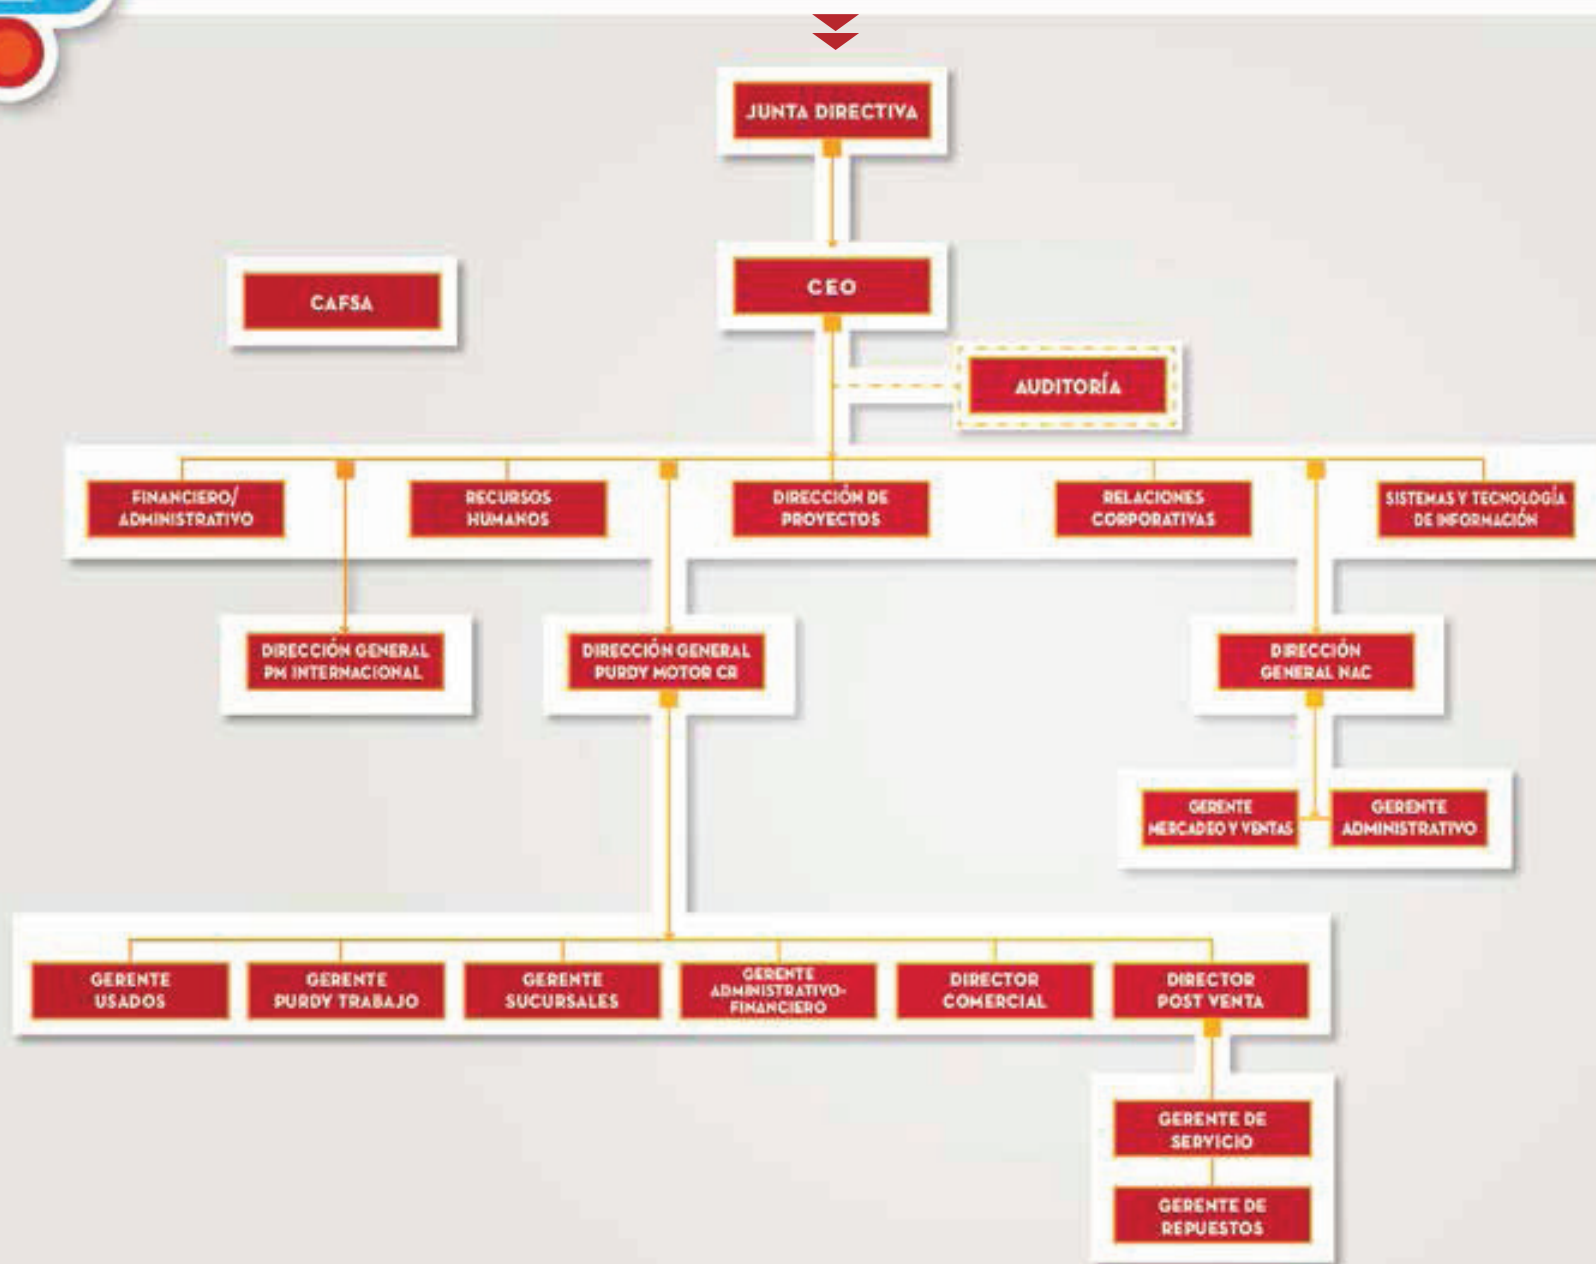 JUNTA DIRECTIVA
CEO
CAFSA
AUDITORÍA
FINANCIERO/
ADMINISTRATIVO
RECURSOS
HUMANOS
DIRECCIÓN DE
PROYECTOS
RELACIONES
CORPORATIVAS
SISTEMAS Y TECNOLOGÍA
DE INFORMACIÓN
DIRECCIÓN GENERAL
PM INTERNACIONAL
DIRECCIÓN GENERAL
PURDY MOTOR CR
DIRECCIÓN
GENERAL NAC
GERENTE
MERCADEO Y VENTAS
GERENTE
ADMINISTRATIVO
GERENTE
USADOS
GERENTE
PURDY TRABAJO
GERENTE
SUCURSALES
GERENTE
ADMINISTRATIVO-
FINANCIERO
DIRECTOR
COMERCIAL
DIRECTOR
POST VENTA
GERENTE DE
SERVICIO
GERENTE DE
REPUESTOS